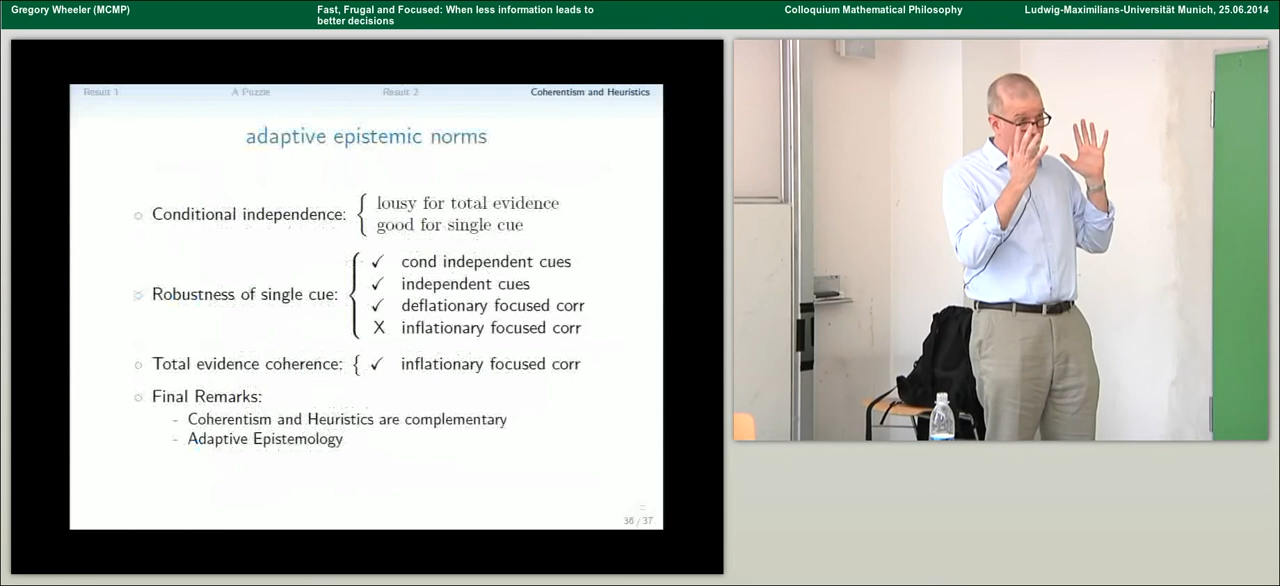 Gregory Wheeler (MCMP)
Fast, Frugal and Focused: When less information leads to
better decisions
Colloquium Mathematical Philosophy
Ludwig-Maximilians-Universität Munich, 25.06.2014
Result 1
A Puzzle
Result 2
Coherentism and Heuristics
adaptive epistemic norms
Conditional independence:
lousy for total evidence
good for single cue
Robustness of single cue:
✓ cond independent cues
✓ independent cues
✓ deflationary focused corr
X inflationary focused corr
Total evidence coherence: { ✓ inflationary focused corr
Final Remarks:
- Coherentism and Heuristics are complementary
- Adaptive Epistemology
36 / 37